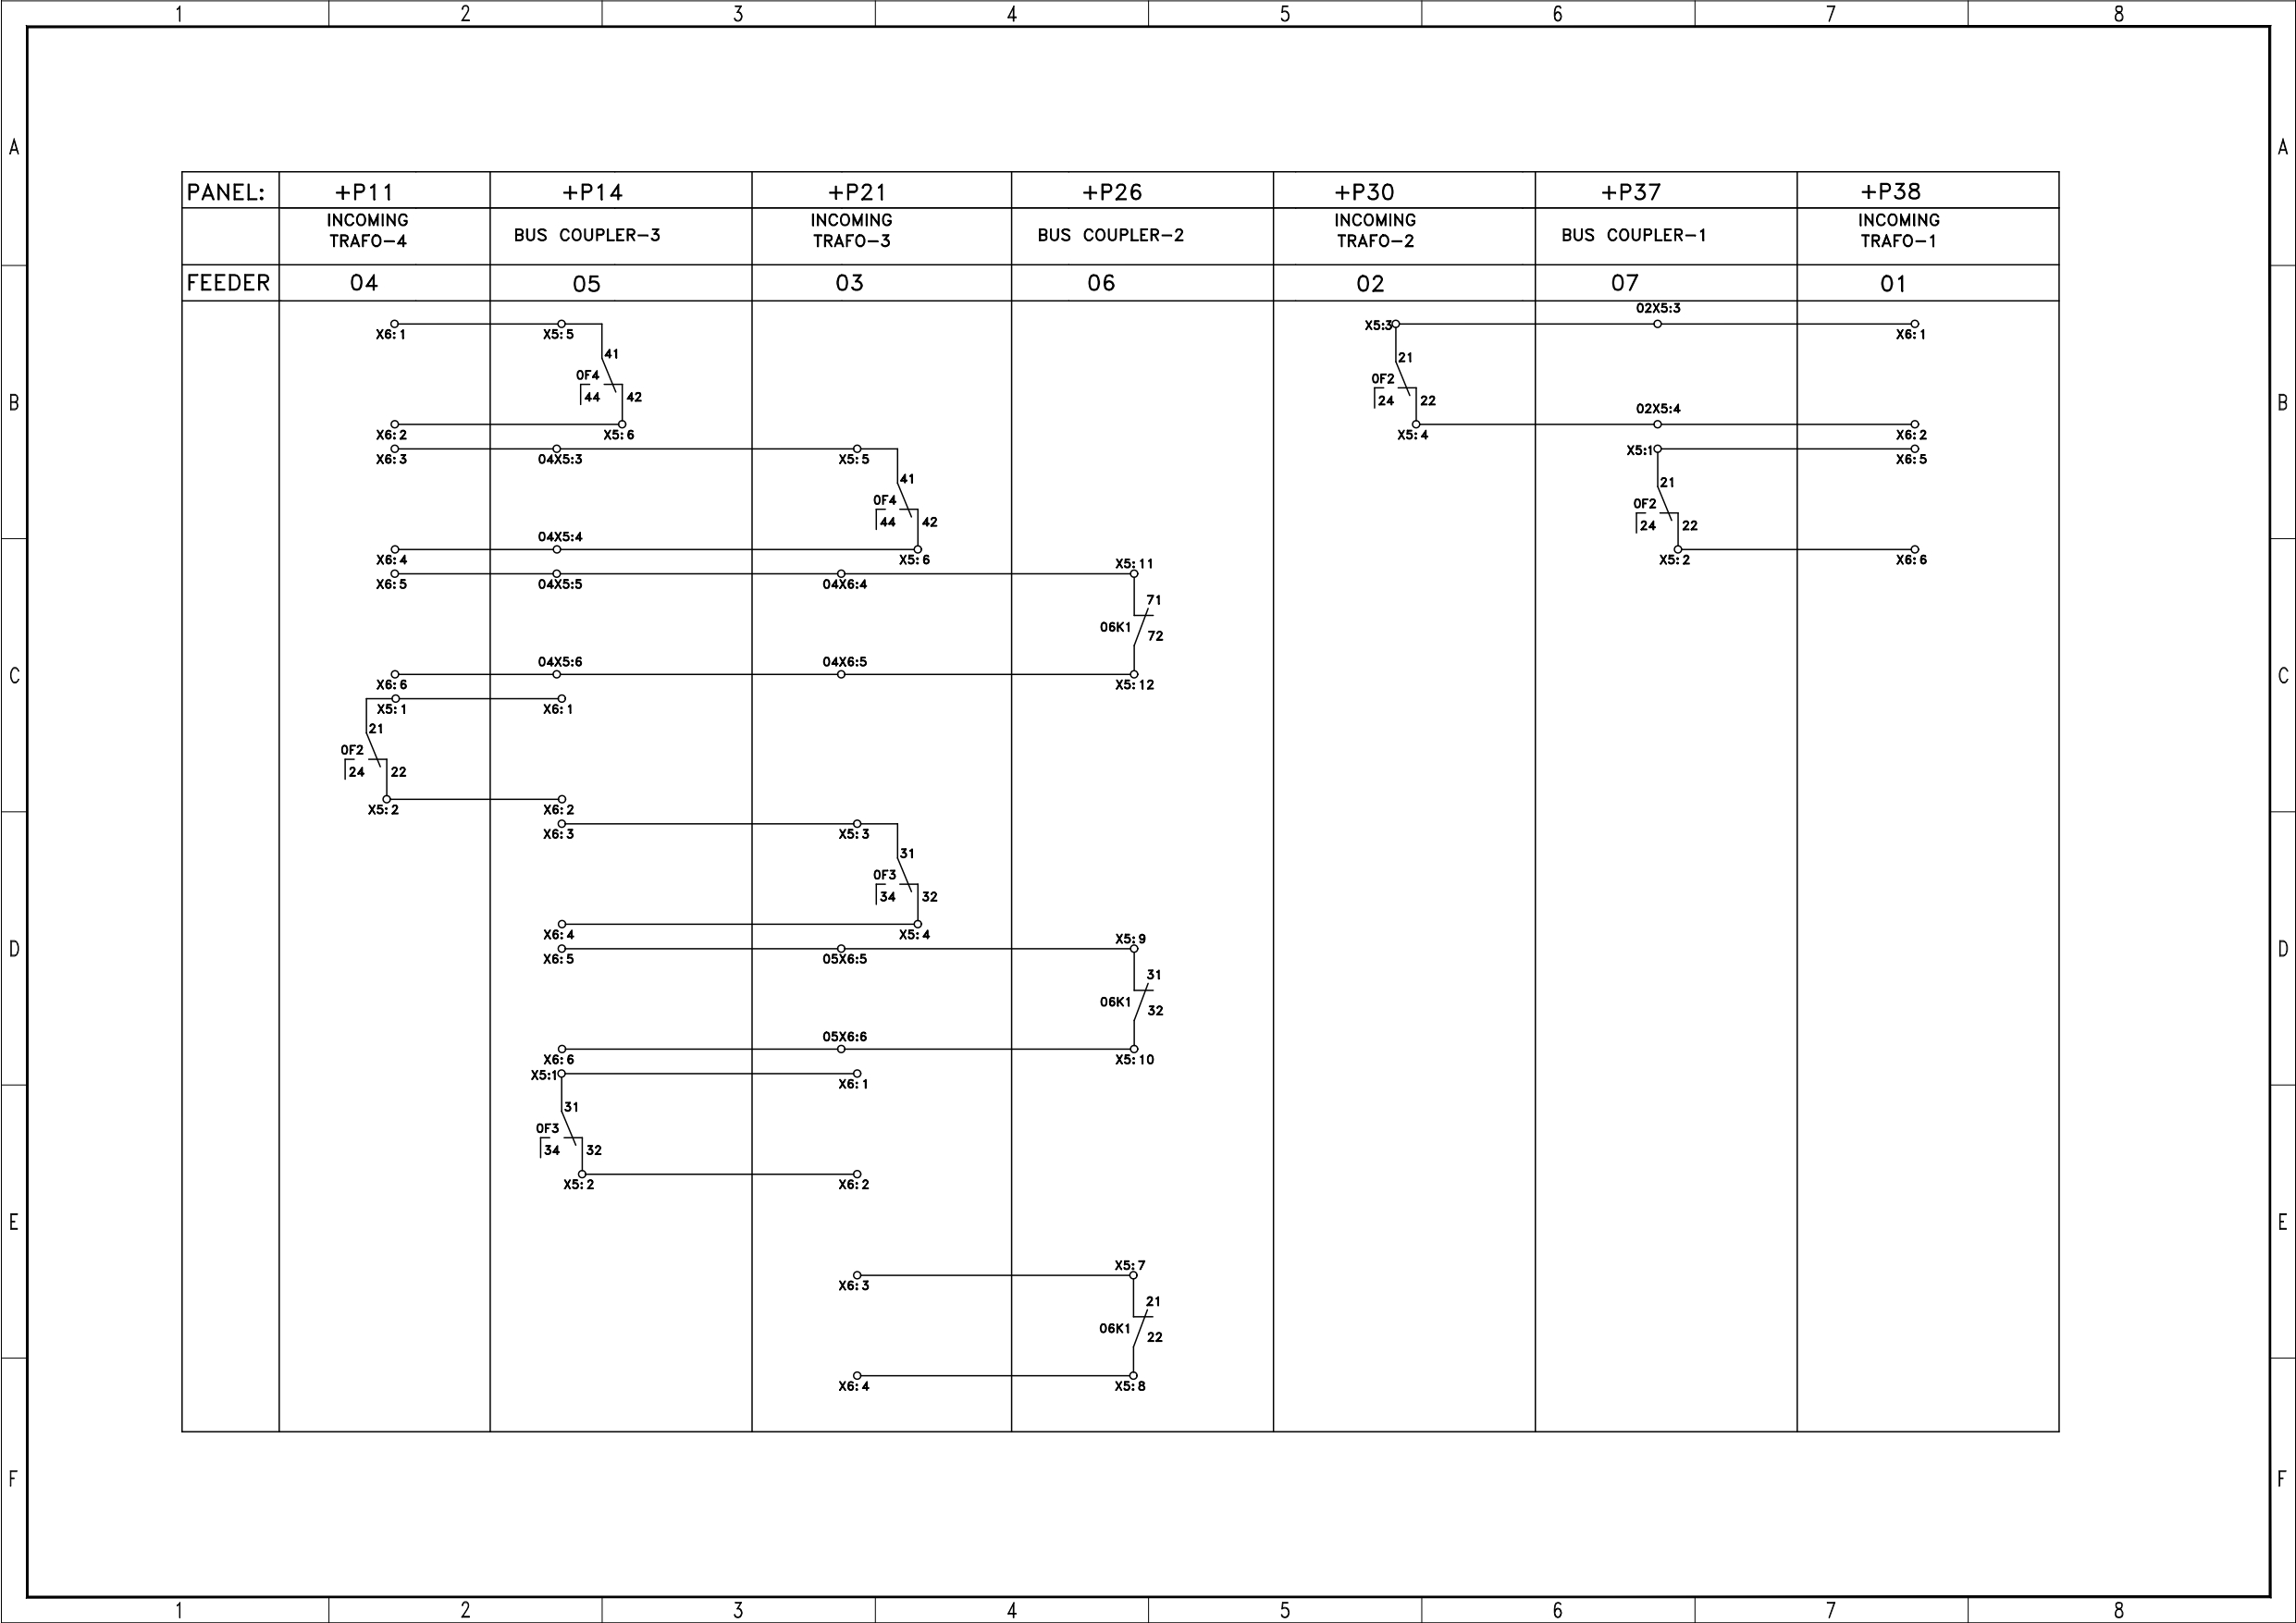 1 2 3 4 5 6 7 8
A A
PANEL: +P11 +P14 +P21 +P26 +P30 +P37 +P38
INCOMING INCOMING INCOMING INCOMING
TRAFO-4 BUS COUPLER-3 TRAFO-3 BUS COUPLER-2 TRAFO-2 BUS COUPLER-1 TRAFO-1
FEEDER 04 05 03 06 02 07 01
02X5:3
X6:1 X5:5 X5:3 X6:1
41 21
OF4 OF2
44 42 24 22
B B
02X5:4
X6:2 X5:6 X5:4 X6:2
X6:3 04X5:3 X5:5 X5:1 X6:5
41 21
OF4 OF2
44 42 24 22
04X5:4
X6:4 X5:6 X5:2 X6:6
X5:11
X6:5 04X5:5 04X6:4
71
06K1
72
04X5:6 04X6:5
C C
X6:6 X5:12
X5:1 X6:1
21
OF2
24 22
X5:2 X6:2
X6:3 X5:3
31
OF3
34 32
X6:4 X5:4
X5:9
D D
X6:5 05X6:5
31
06K1
32
05X6:6
X6:6 X5:10
X5:1 X6:1
31
OF3
34 32
X5:2 X6:2
E E
X5:7
X6:3
21
06K1
22
X6:4 X5:8
F F
1 2 3 4 5 6 7 8